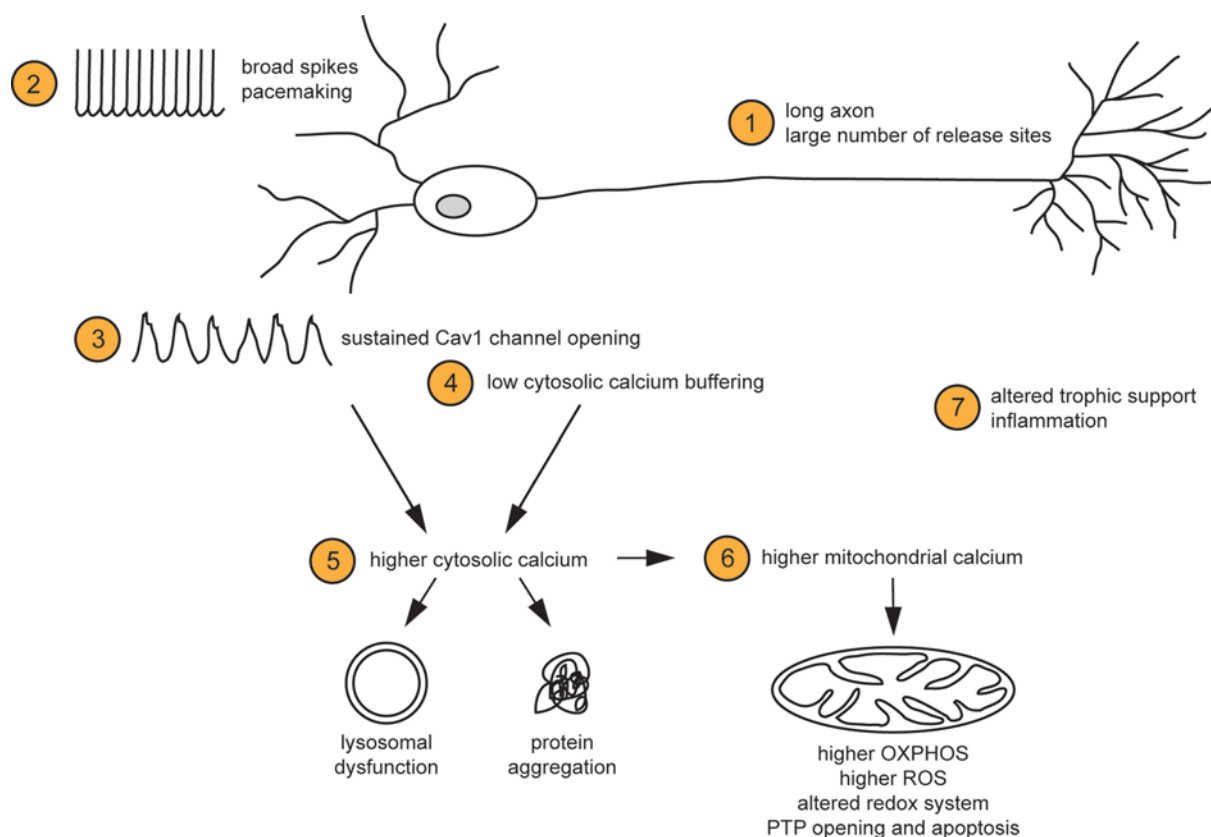 2
broad spikes
pacemaking
1
long axon
large number of release sites
3
sustained Cav1 channel opening
4
low cytosolic calcium buffering
7
altered trophic support
inflammation
5
higher cytosolic calcium
6
higher mitochondrial calcium
lysosomal
dysfunction
protein
aggregation
higher OXPHOS
higher ROS
altered redox system
PTP opening and apoptosis